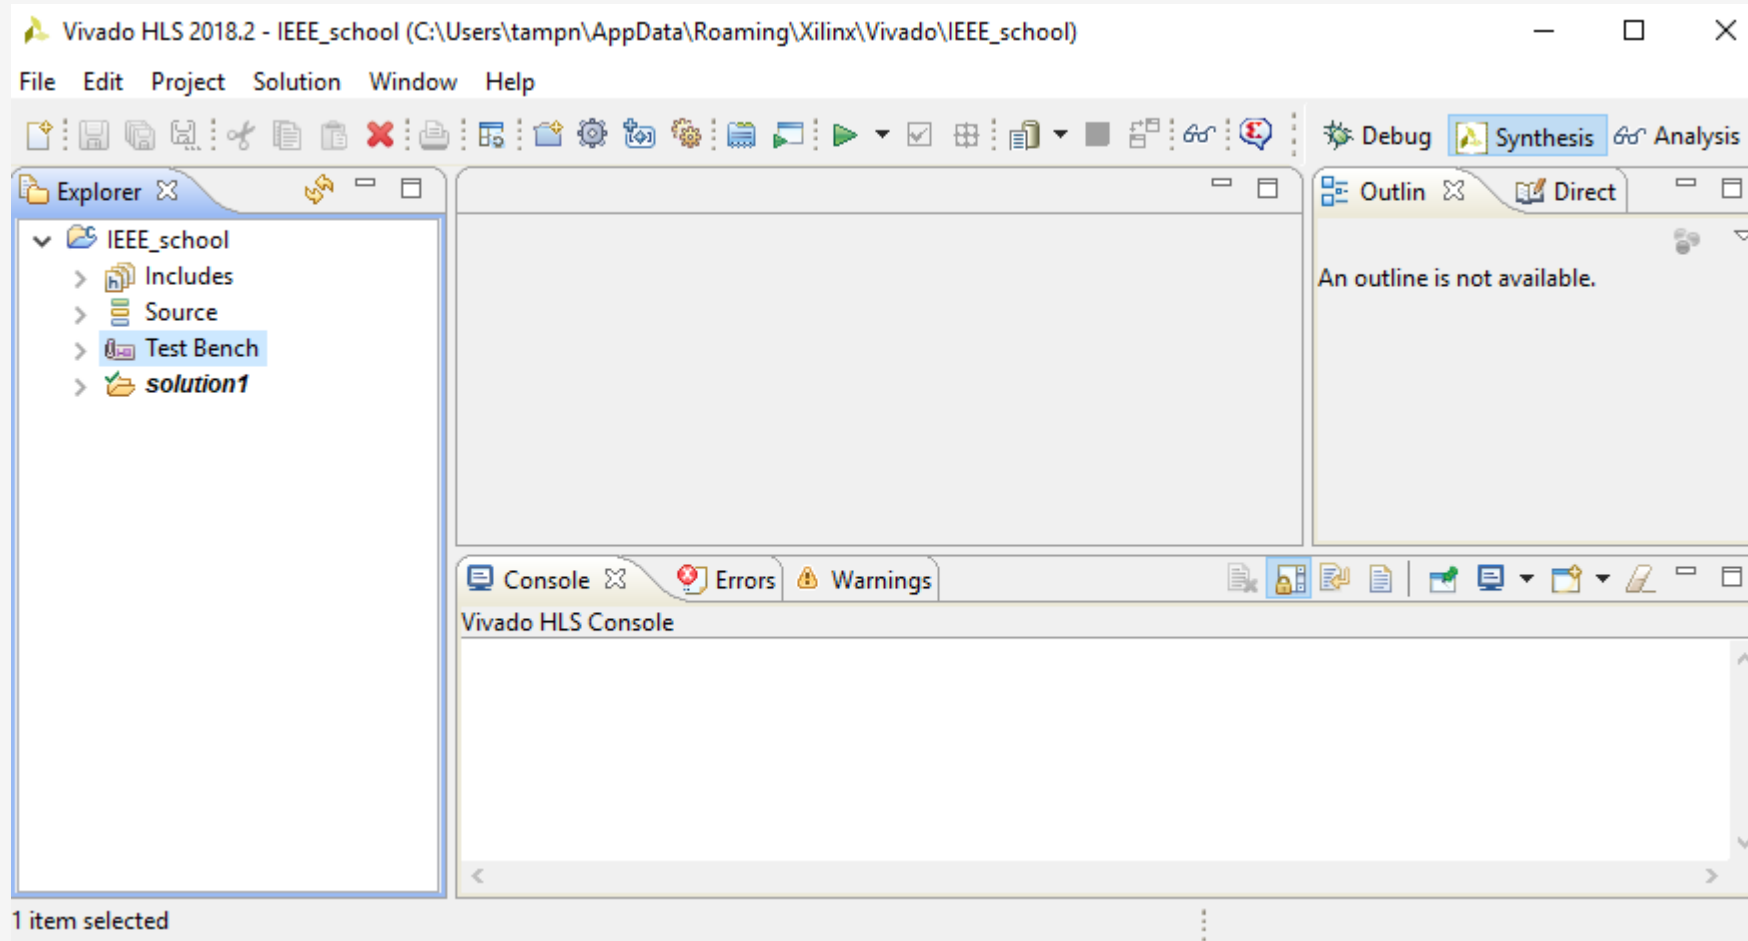 Vivado HLS 2018.2 - IEEE_school (C:\Users\tampn\AppData\Roaming\Xilinx\Vivado\IEEE_school)
File Edit Project Solution Window Help
Debug Synthesis Analysis
Explorer
Outlin Direct
IEEE_school
Includes
Source
Test Bench
solution1
An outline is not available.
Console Errors Warnings
Vivado HLS Console
1 item selected